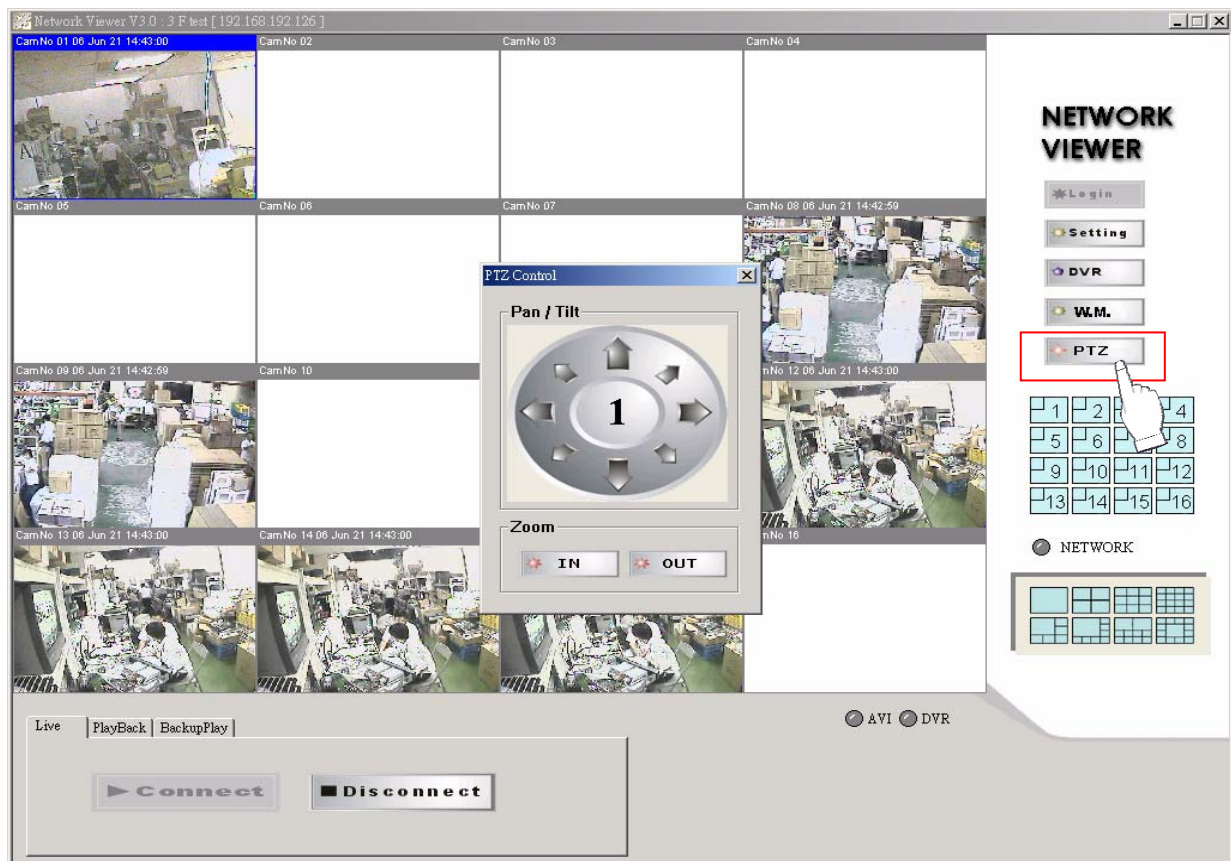 Network Viewer V3.0 : 3 F test [ 192.168.192.126 ]
CamNo 01 06 Jun 21 14:43:00
CamNo 02
CamNo 03
CamNo 04
CamNo 05
CamNo 06
CamNo 07
CamNo 08 06 Jun 21 14:42:59
CamNo 09 06 Jun 21 14:42:59
CamNo 10
No 12 06 Jun 21 14:43:00
CamNo 13 06 Jun 21 14:43:00
CamNo 14 06 Jun 21 14:43:00
No 16
PTZ Control
Pan / Tilt
1
Zoom
IN
OUT
NETWORK
VIEWER
Login
Setting
DVR
W.M.
PTZ
1 2 4
5 6 8
9 10 11 12
13 14 15 16
NETWORK
AVI DVR
Live PlayBack BackupPlay
Connect Disconnect